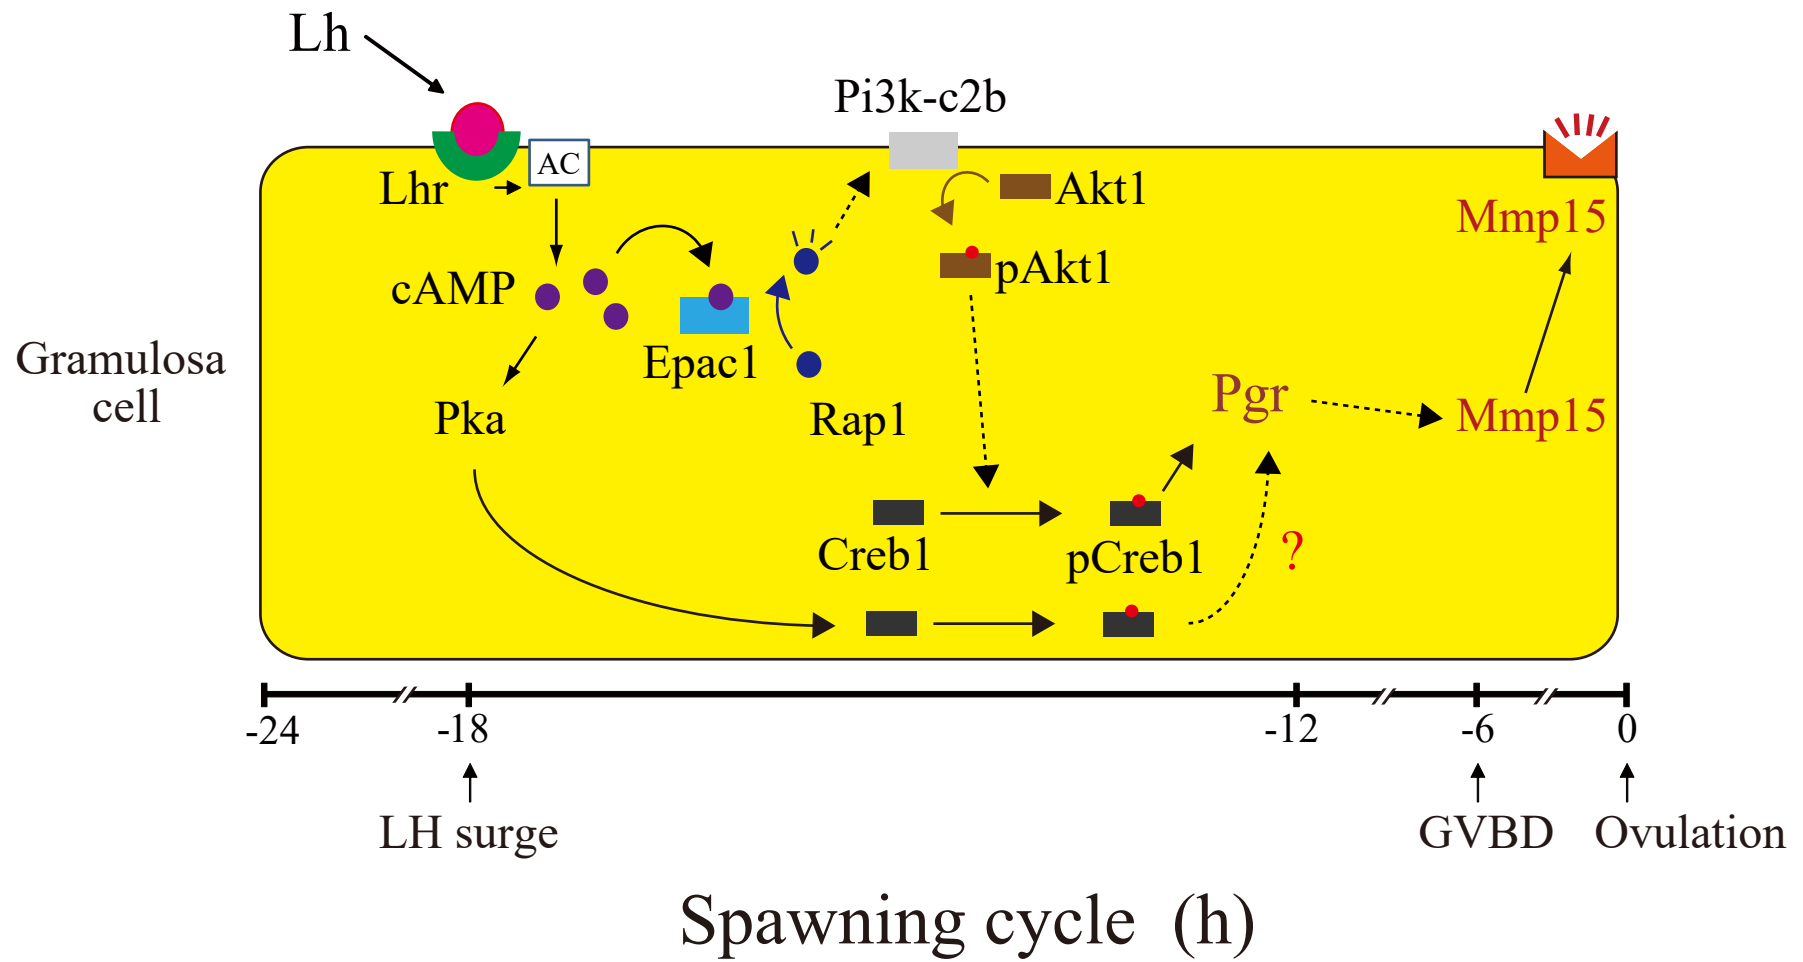 Lh
Pi3k-c2b
AC
Lhr
Akt1
Mmp15
cAMP
pAkt1
Gramulosa
cell
Epac1
Pka
Rap1
Pgr
Mmp15
Creb1
pCreb1
?
-24
-18
-12
-6
0
LH surge
GVBD
Ovulation
Spawning cycle (h)